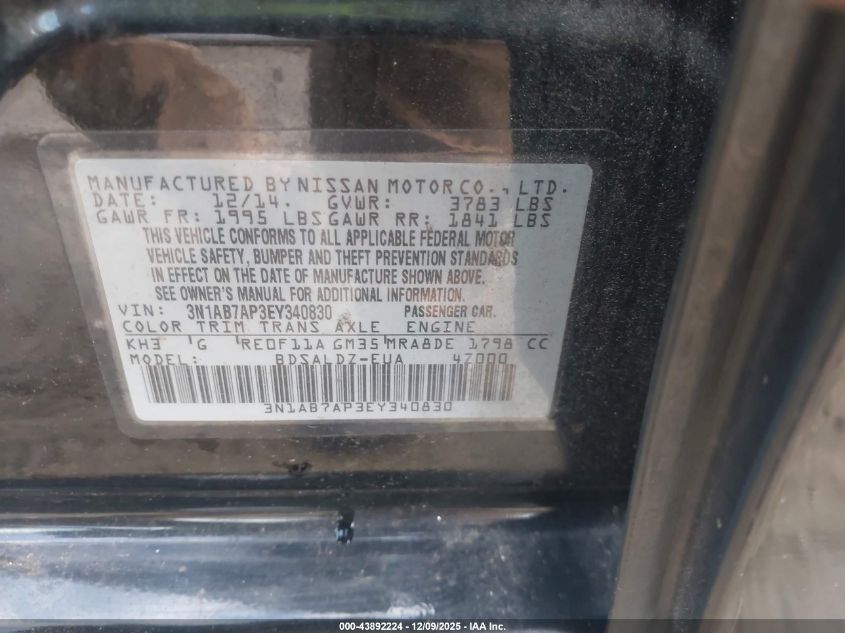 MANUFACTURED BY NISSAN MOTOR CO., LTD.
DATE: 12/14. GVWR: 3783 LBS
GAWR FR: 1995 LBS GAWR RR: 1841 LBS
THIS VEHICLE CONFORMS TO ALL APPLICABLE FEDERAL MOTOR
VEHICLE SAFETY, BUMPER AND THEFT PREVENTION STANDARDS
IN EFFECT ON THE DATE OF MANUFACTURE SHOWN ABOVE.
SEE OWNER'S MANUAL FOR ADDITIONAL INFORMATION.
VIN: 3N1AB7AP3EY340830 PASSENGER CAR.
COLOR TRIM TRANS AXLE ENGINE
KH3 'G 'RE0F11A GM35 MRA8DE 1798 CC
MODEL: BDSALDZ-EUA 47000
3N1AB7AP3EY340830
000-43892224 - 12/09/2025 - IAA Inc.